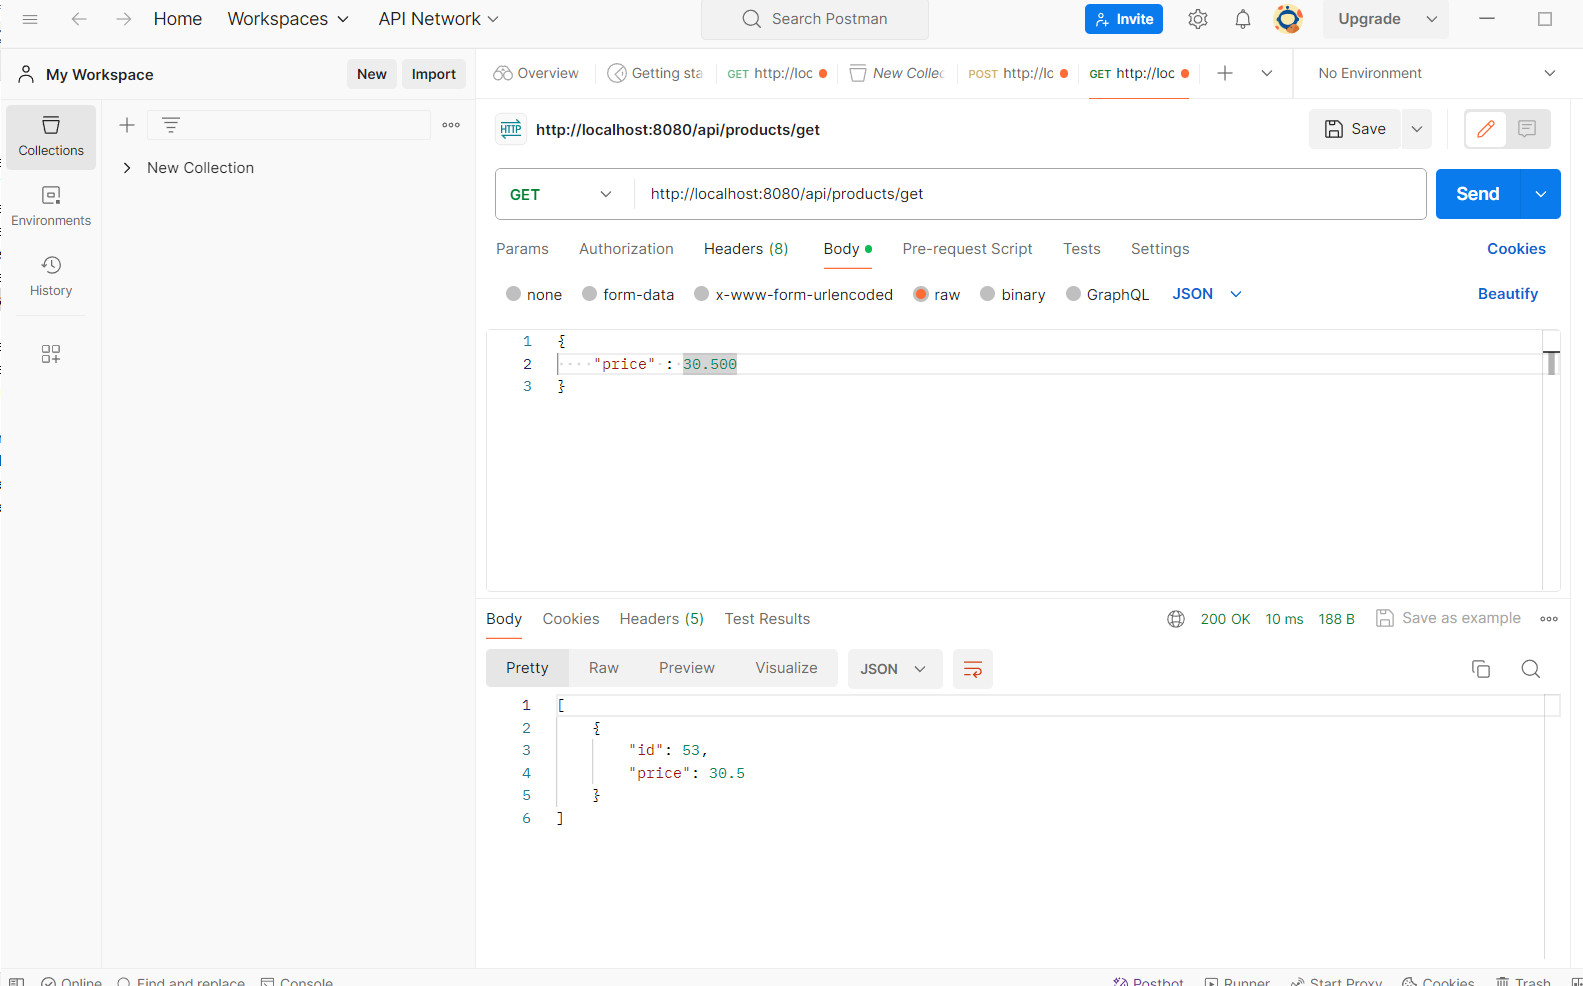 Home Workspaces API Network Search Postman Invite Upgrade
My Workspace New Import Overview Getting sta GET http://loc New Collec POST http://lc GET http://loc No Environment
HTTP http://localhost:8080/api/products/get Save
Collections
New Collection
GET http://localhost:8080/api/products/get Send
Environments
Params Authorization Headers (8) Body Pre-request Script Tests Settings Cookies
History
none form-data x-www-form-urlencoded raw binary GraphQL JSON Beautify
1 {
2 "price" : 30.500
3 }
Body Cookies Headers (5) Test Results 200 OK 10 ms 188 B Save as example
Pretty Raw Preview Visualize JSON
1 [
2 {
3 "id": 53,
4 "price": 30.5
5 }
6 ]
Online Find and replace Console Postbot Runner Start Proxy Cookies Trash